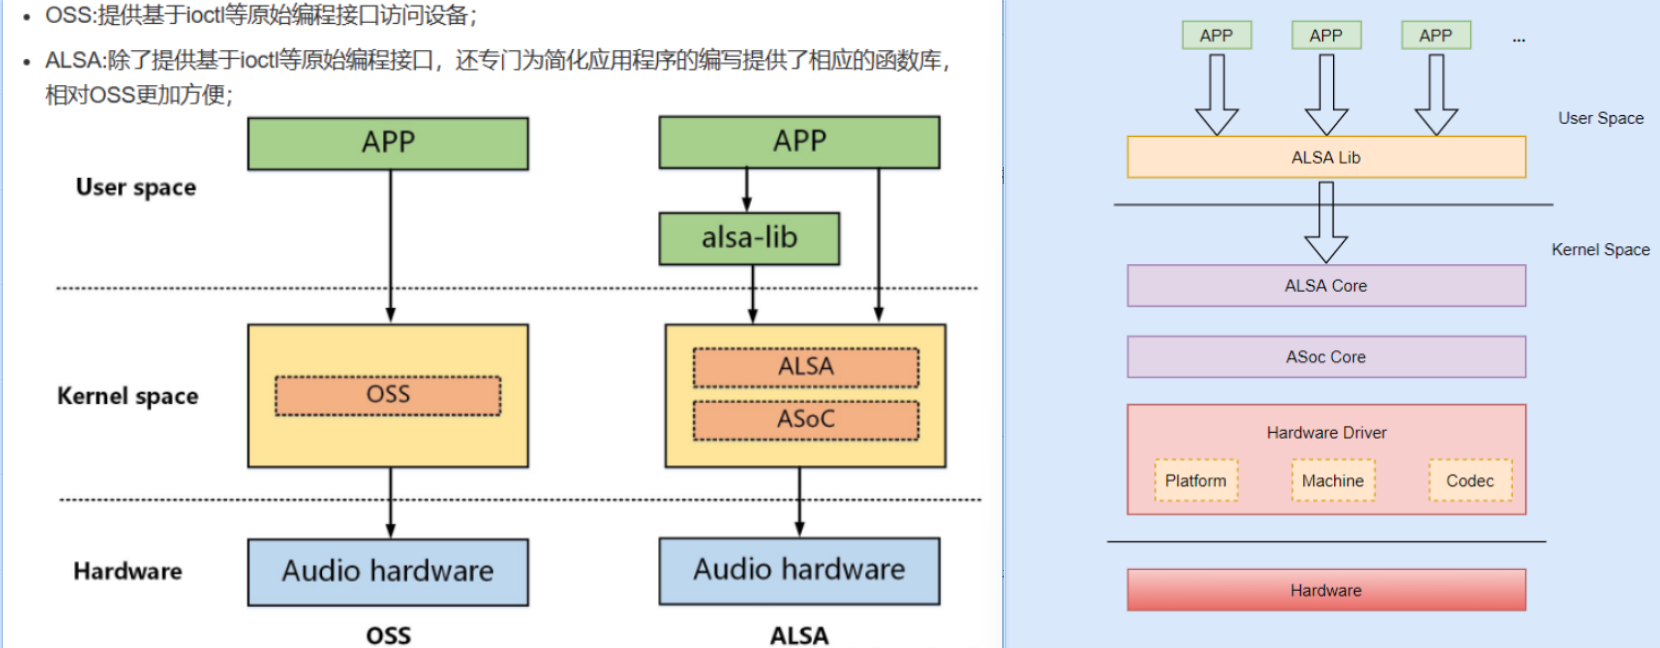 OSS:提供基于ioctl等原始编程接口访问设备；
ALSA:除了提供基于ioctl等原始编程接口，还专门为简化应用程序的编写提供了相应的函数库，
相对OSS更加方便；
APP
APP
User space
alsa-lib
Kernel space
OSS
ALSA
ASoC
Hardware
Audio hardware
Audio hardware
OSS
ALSA
APP
APP
APP
...
User Space
ALSA Lib
Kernel Space
ALSA Core
ASoc Core
Hardware Driver
Platform
Machine
Codec
Hardware